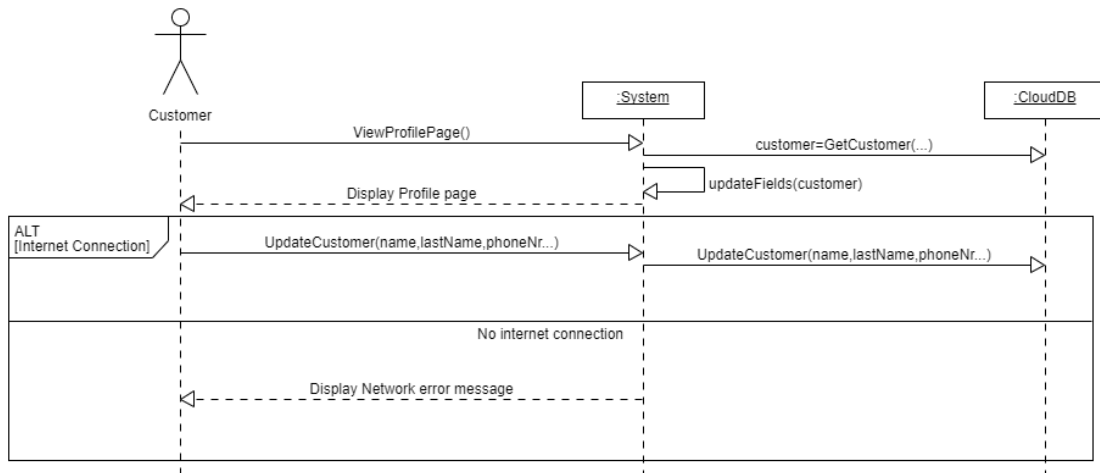 Customer
:System
:CloudDB
ViewProfilePage()
customer=GetCustomer(...)
updateFields(customer)
Display Profile page
ALT
[Internet Connection]
UpdateCustomer(name,lastName,phoneNr...)
UpdateCustomer(name,lastName,phoneNr...)
No internet connection
Display Network error message